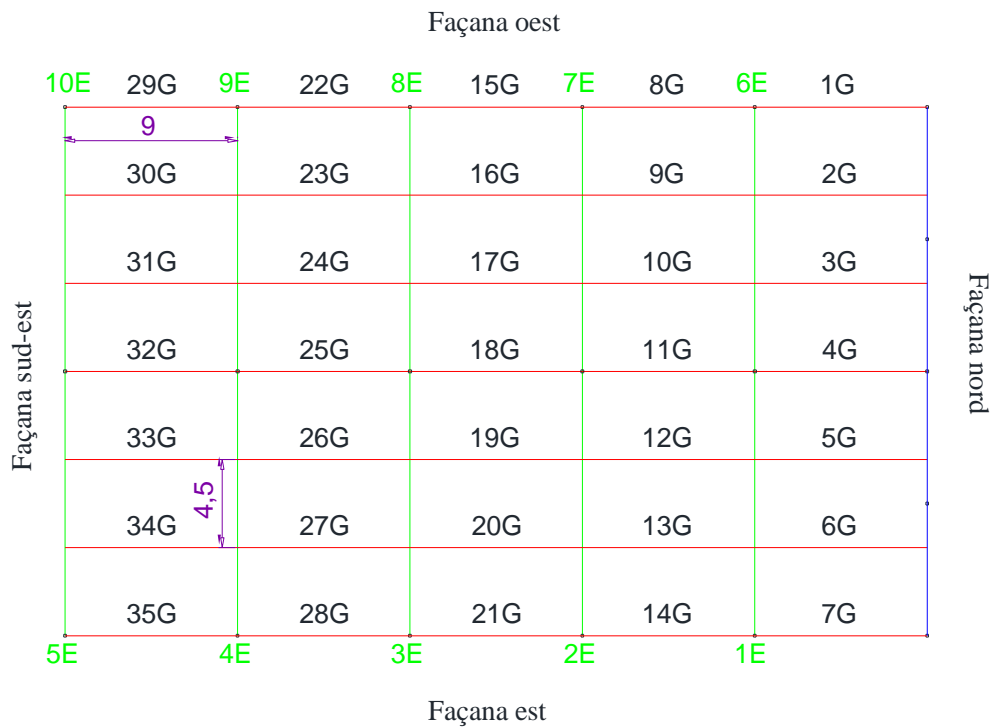 Façana oest
10E 29G 9E 22G 8E 15G 7E 8G 6E 1G
9
30G 23G 16G 9G 2G
31G 24G 17G 10G 3G
Façana sud-est
Façana nord
32G 25G 18G 11G 4G
33G 26G 19G 12G 5G
4,5
34G 27G 20G 13G 6G
35G 28G 21G 14G 7G
5E 4E 3E 2E 1E
Façana est